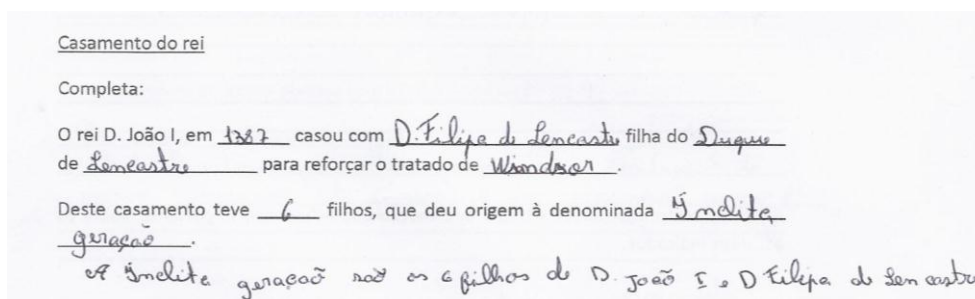 Casamento do rei
Completa:
O rei D. João I, em 1387 casou com D. Filipa de Lencastre filha do Duque
de Lencastre para reforçar o tratado de Windsor.
Deste casamento teve 6 filhos, que deu origem à denominada Ínclita
geração.
A Ínclita geração são os 6 filhos de D. João I e D Filipa de Lencastre